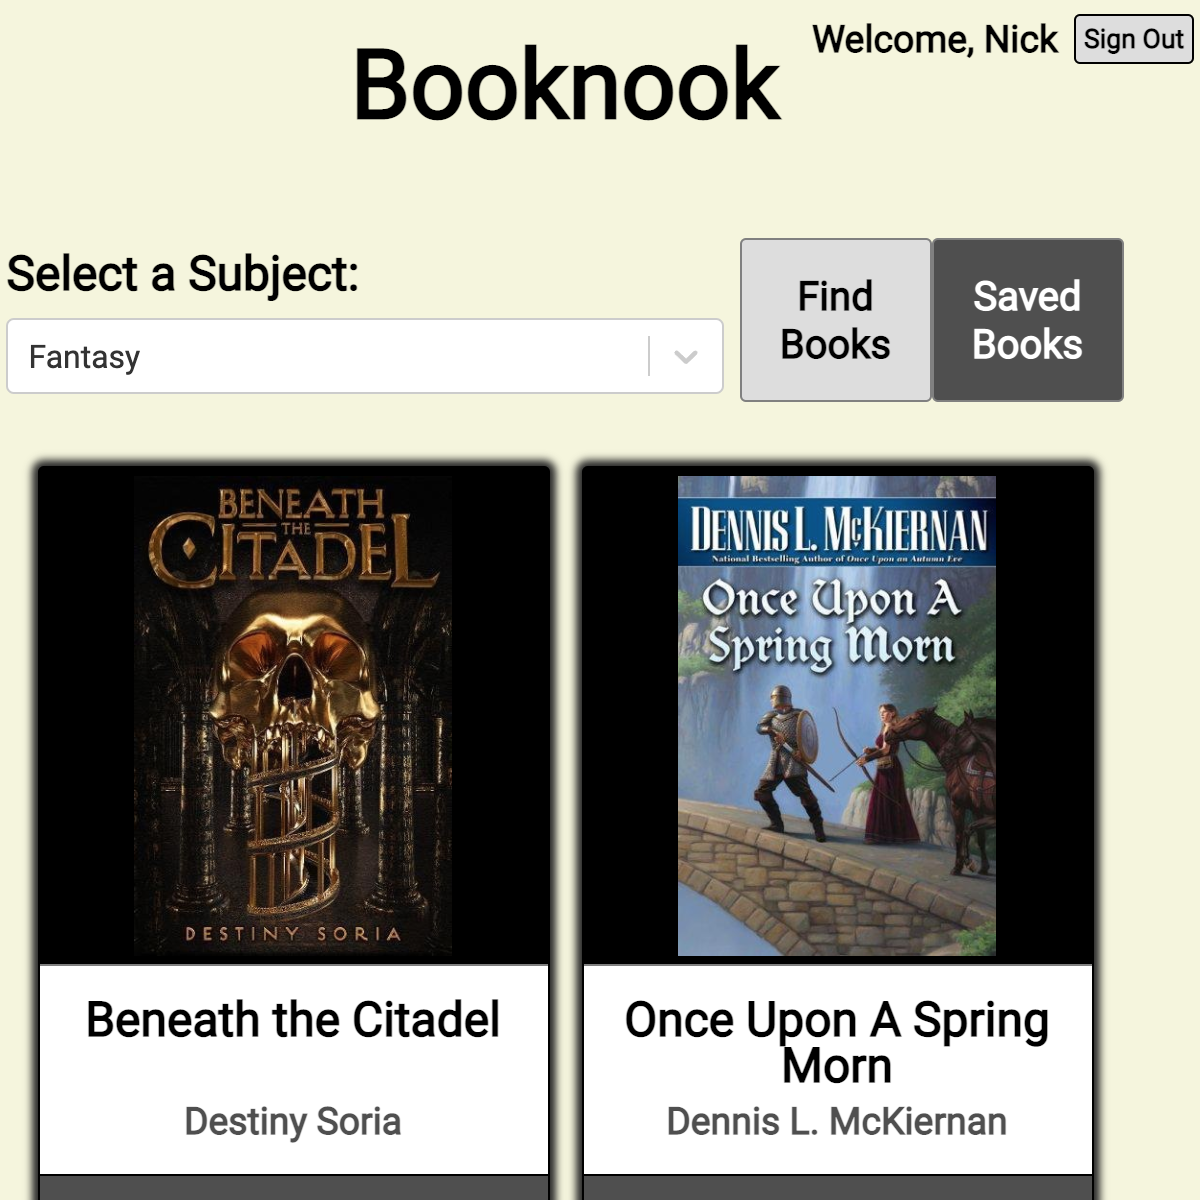 Welcome, Nick
Sign Out
Booknook
Select a Subject:
Fantasy
Find
Books
Saved
Books
BENEATH
THE
CITADEL
DESTINY SORIA
Beneath the Citadel
Destiny Soria
DENNIS L. McKIERNAN
National Bestselling Author of Once Upon an Autumn Eve
Once Upon A
Spring Morn
Once Upon A Spring
Morn
Dennis L. McKiernan